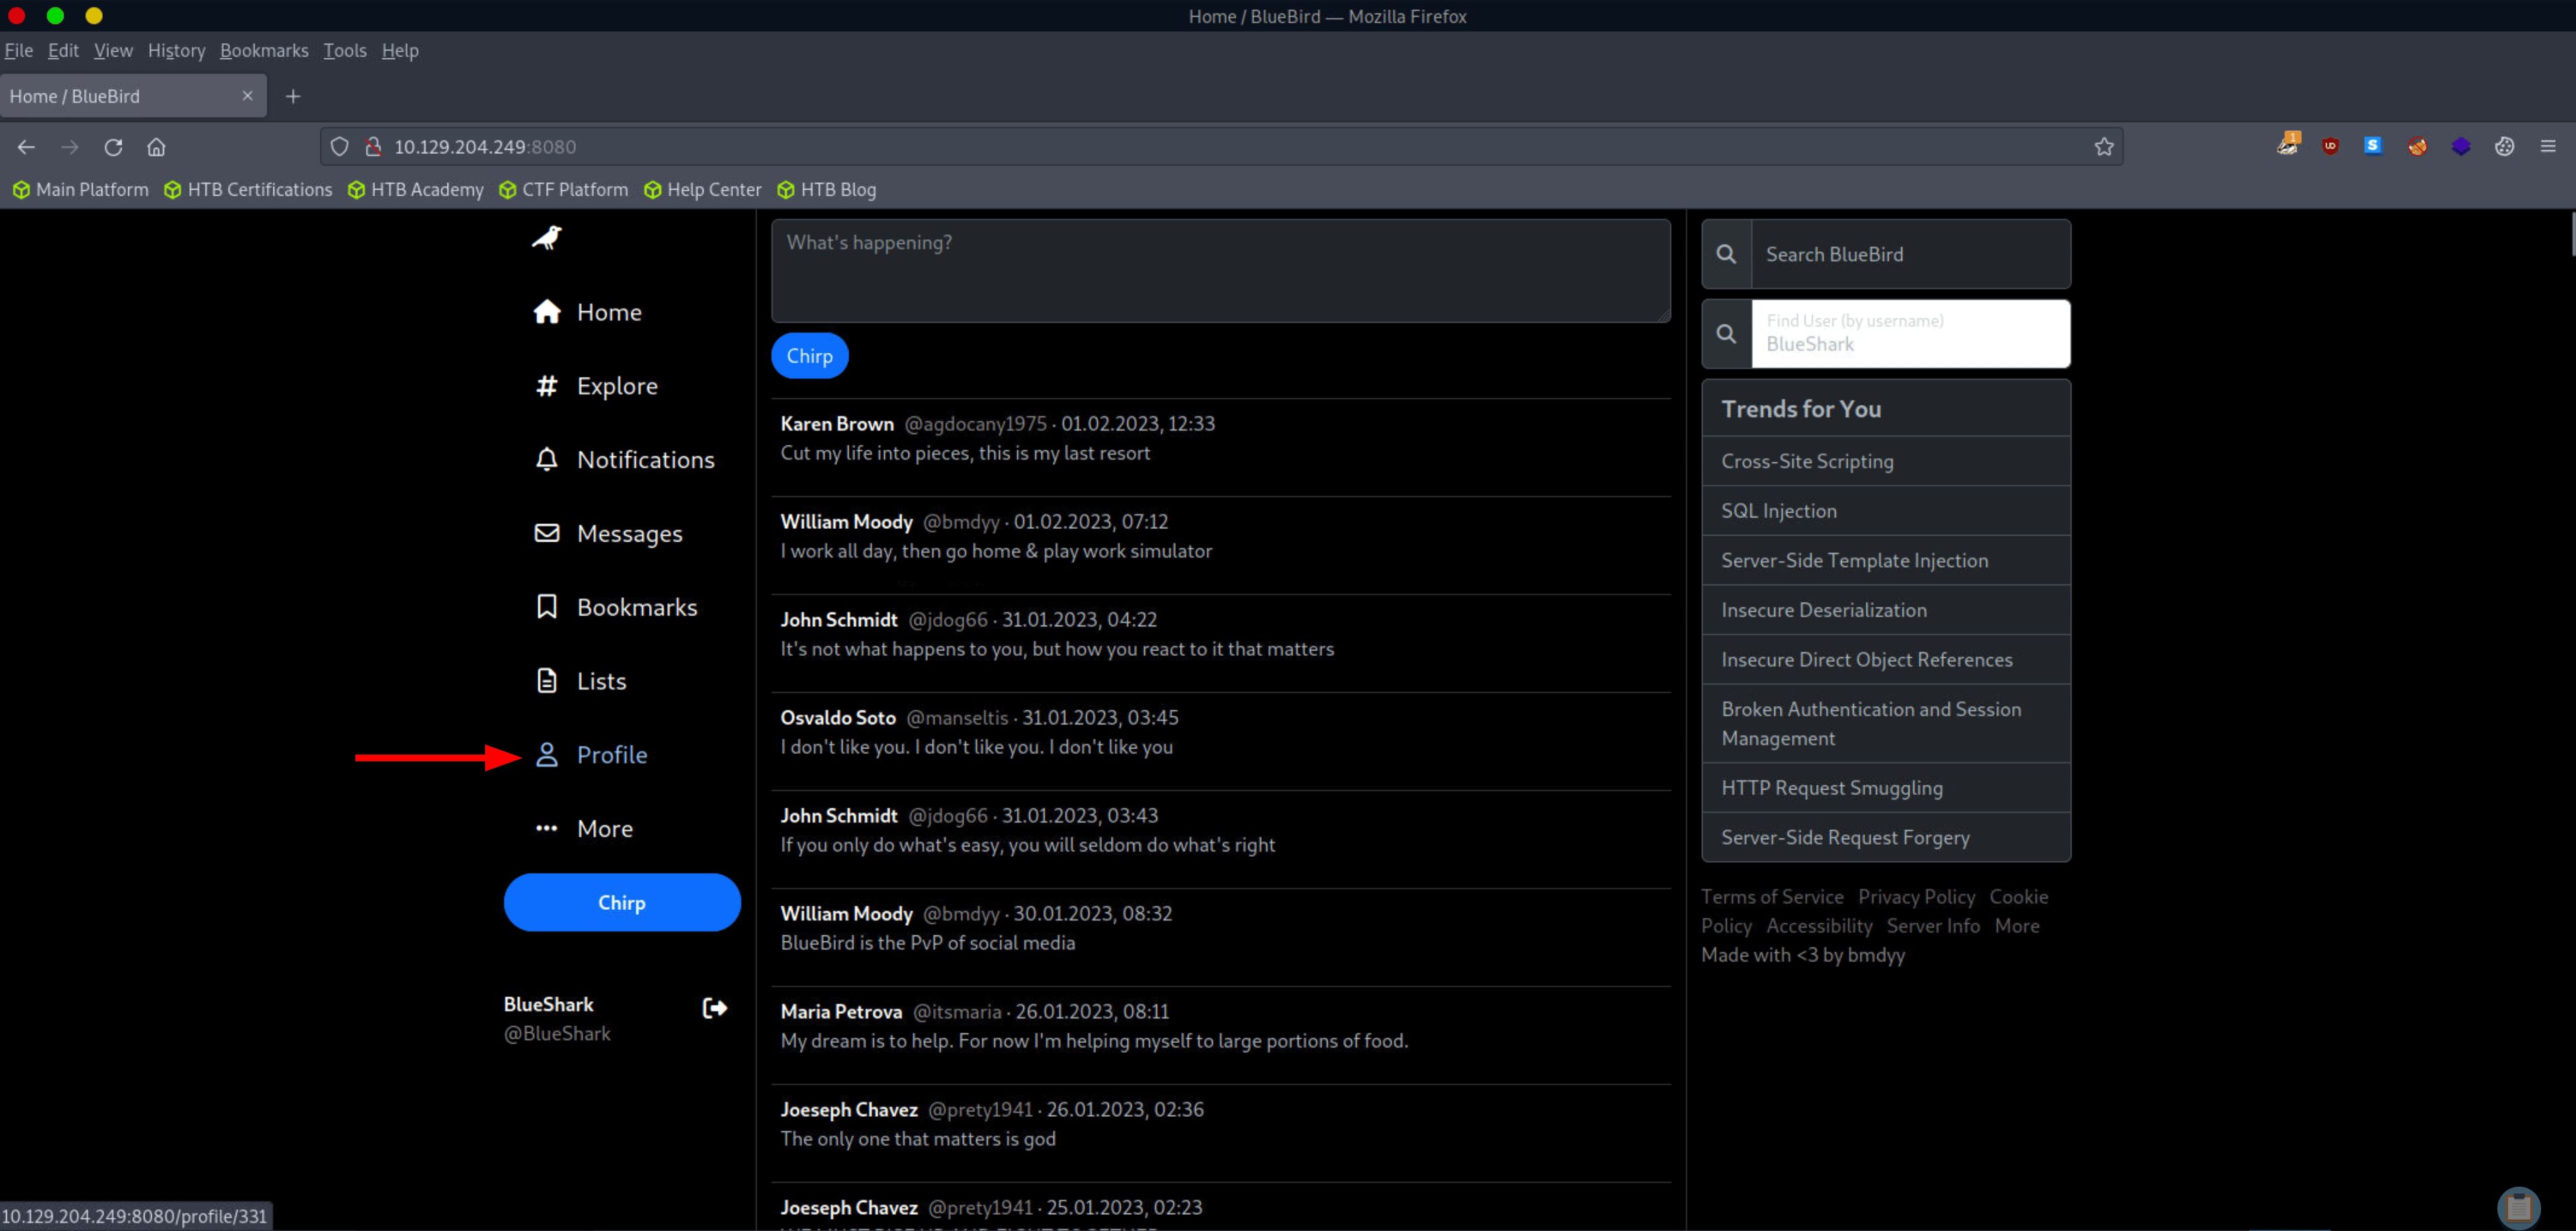 Home / BlueBird — Mozilla Firefox
File Edit View History Bookmarks Tools Help
Home / BlueBird
10.129.204.249:8080
Main Platform HTB Certifications HTB Academy CTF Platform Help Center HTB Blog
Home
Explore
Notifications
Messages
Bookmarks
Lists
Profile
More
Chirp
BlueShark
@BlueShark
What's happening?
Chirp
Karen Brown @agdocany1975 · 01.02.2023, 12:33
Cut my life into pieces, this is my last resort
William Moody @bmdyy · 01.02.2023, 07:12
I work all day, then go home & play work simulator
John Schmidt @jdog66 · 31.01.2023, 04:22
It's not what happens to you, but how you react to it that matters
Osvaldo Soto @manseltis · 31.01.2023, 03:45
I don't like you. I don't like you. I don't like you
John Schmidt @jdog66 · 31.01.2023, 03:43
If you only do what's easy, you will seldom do what's right
William Moody @bmdyy · 30.01.2023, 08:32
BlueBird is the PvP of social media
Maria Petrova @itsmaria · 26.01.2023, 08:11
My dream is to help. For now I'm helping myself to large portions of food.
Joeseph Chavez @prety1941 · 26.01.2023, 02:36
The only one that matters is god
Joeseph Chavez @prety1941 · 25.01.2023, 02:23
Search BlueBird
Find User (by username)
BlueShark
Trends for You
Cross-Site Scripting
SQL Injection
Server-Side Template Injection
Insecure Deserialization
Insecure Direct Object References
Broken Authentication and Session
Management
HTTP Request Smuggling
Server-Side Request Forgery
Terms of Service Privacy Policy Cookie
Policy Accessibility Server Info More
Made with <3 by bmdyy
10.129.204.249:8080/profile/331